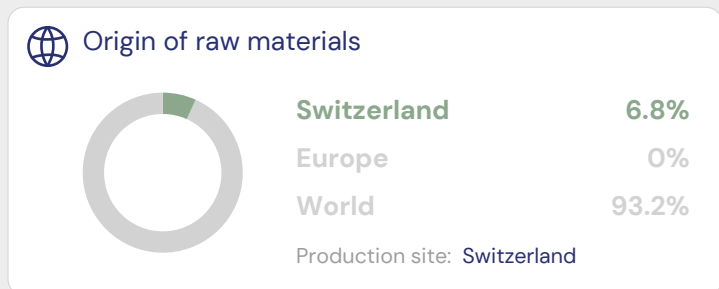 Origin of raw materials
Switzerland 6.8%
Europe 0%
World 93.2%
Production site: Switzerland